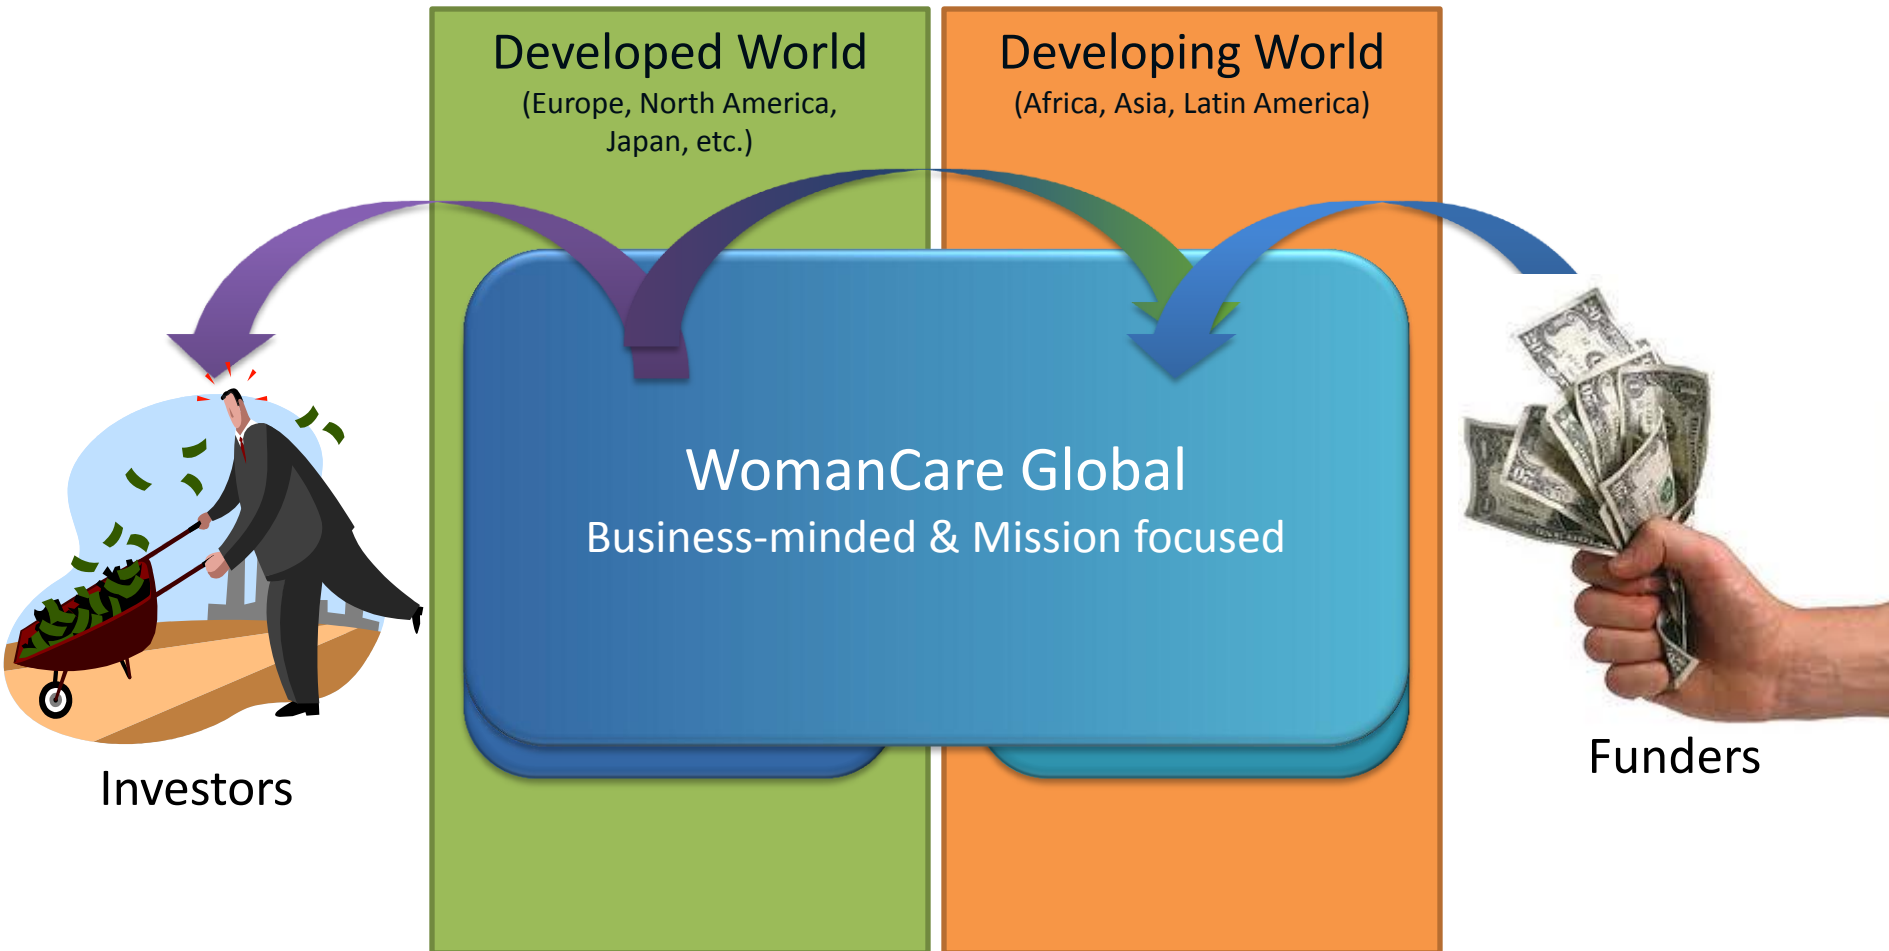 Developed World
(Europe, North America,
Japan, etc.)
Developing World
(Africa, Asia, Latin America)
WomanCare Global
Business-minded & Mission focused
Investors
Funders